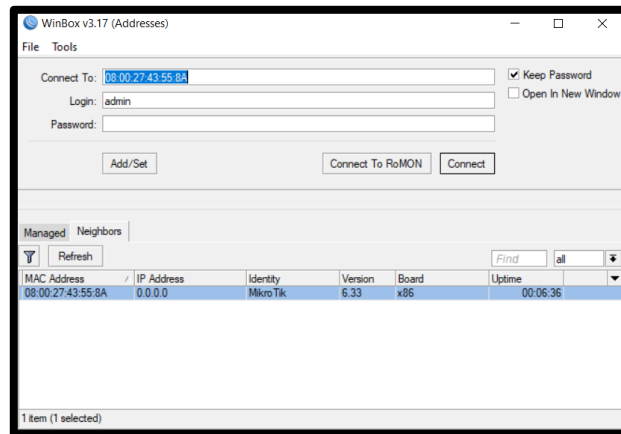 WinBox v3.17 (Addresses)
File Tools
Connect To: 08:00:27:43:55:8A
Keep Password
Login: admin
Open In New Window
Password:
Add/Set Connect To RoMON Connect
Managed Neighbors
Refresh Find all
MAC Address IP Address Identity Version Board Uptime
08:00:27:43:55:8A 0.0.0.0 MikroTik 6.33 x86 00:06:36
1 item (1 selected)